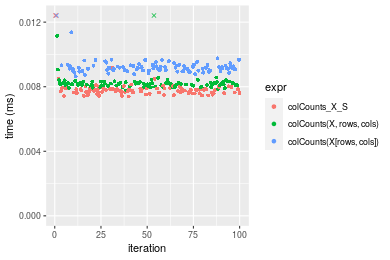 0.012
0.008
0.004
0.000
time (ms)
0
25
50
75
100
iteration
expr
colCounts_X_S
colCounts(X, rows, cols)
colCounts(X[rows, cols])